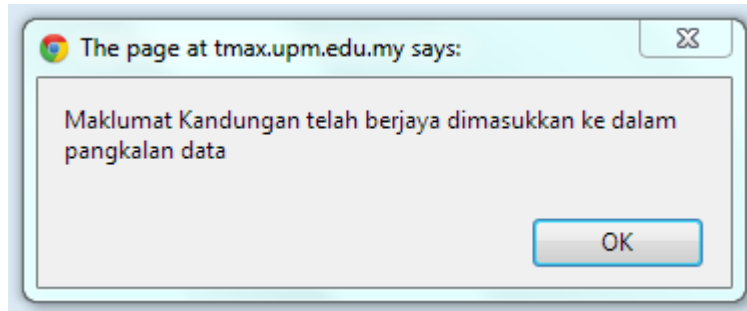 The page at tmax.upm.edu.my says:
Maklumat Kandungan telah berjaya dimasukkan ke dalam
pangkalan data
OK